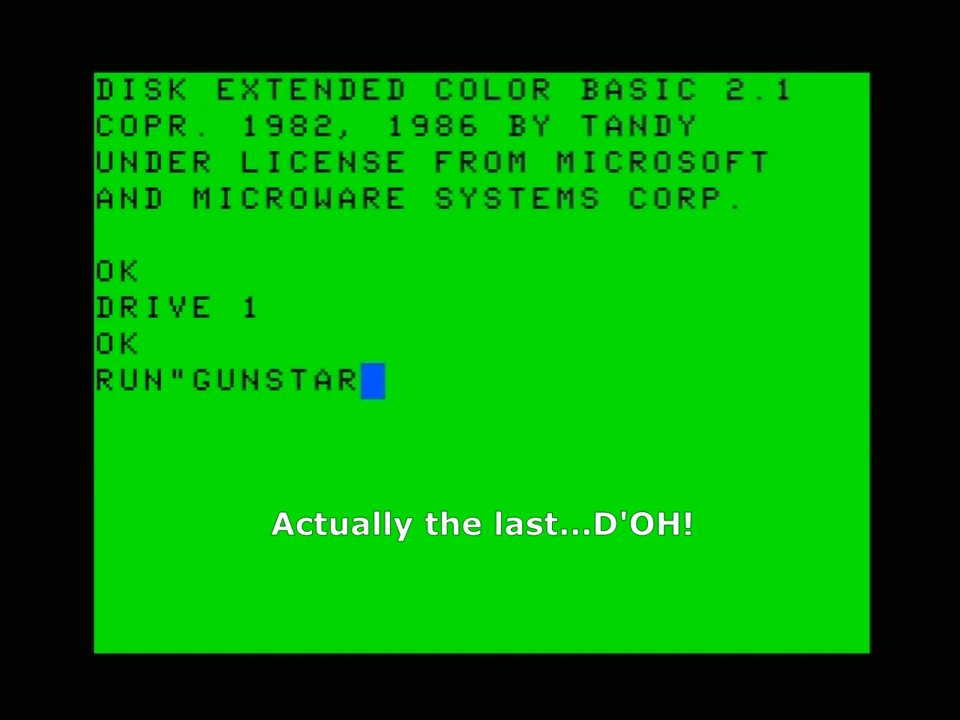 DISK EXTENDED COLOR BASIC 2.1
COPR. 1982, 1986 BY TANDY
UNDER LICENSE FROM MICROSOFT
AND MICROWARE SYSTEMS CORP.
OK
DRIVE 1
OK
RUN"GUNSTAR
Actually the last...D'OH!